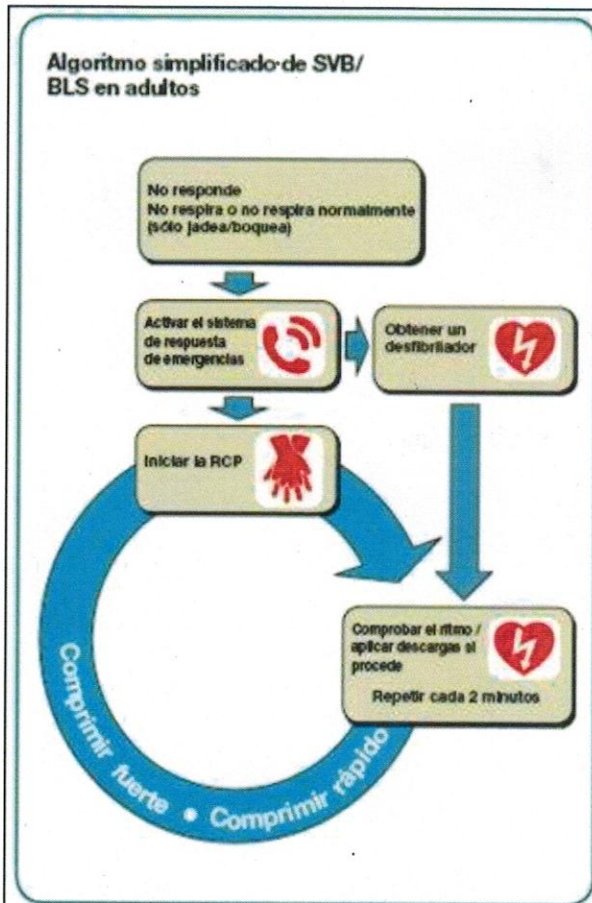 Algoritmo simplificado·de SVB/
BLS en adultos
No responde
No respira o no respira normalmente
(sólo jadea/boquea)
Activar el sistema
de respuesta
de emergencias
Obtener un
desfibrilador
Iniciar la RCP
Comprobar el ritmo /
aplicar descargas si
procede
Repetir cada 2 minutos
Comprimir fuerte • Comprimir rápido